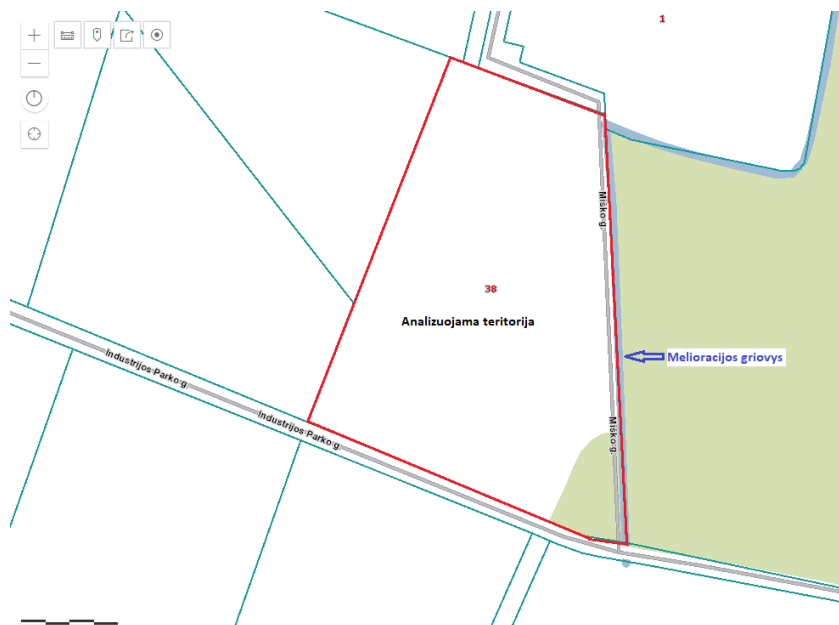 1
Miško g.
38
Analizuojama teritorija
Melioracijos griovys
Industrijos Parko g.
Industrijos Parko g.
Miško g.